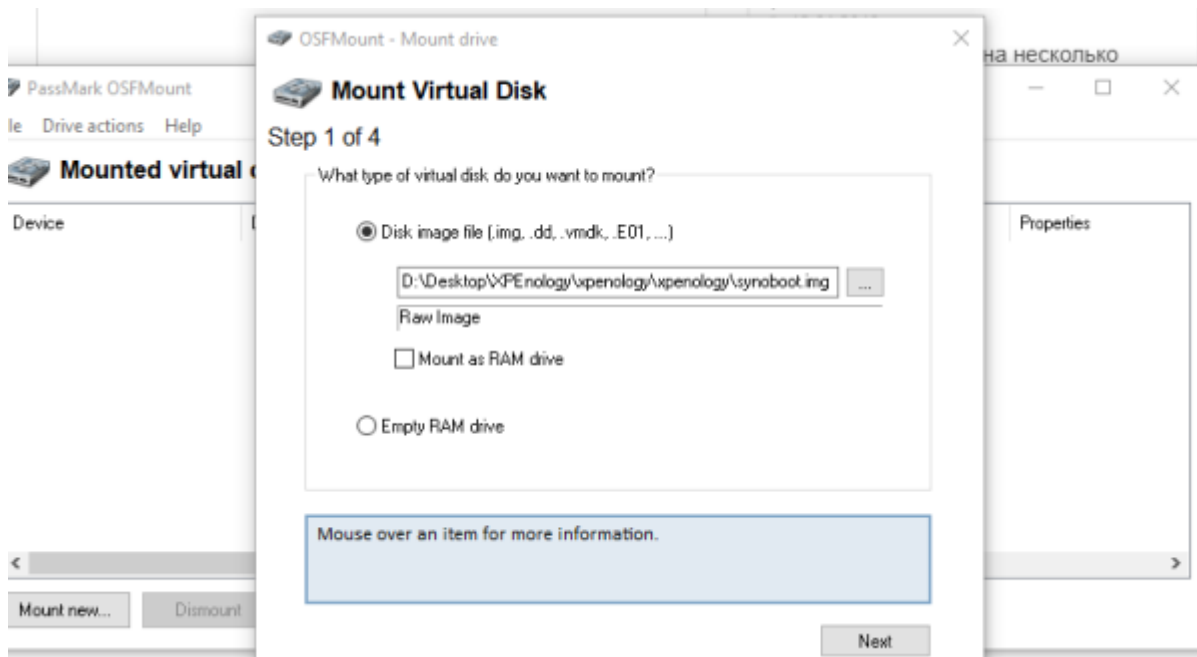 на несколько
OSFMount - Mount drive
PassMark OSFMount
le Drive actions Help
Mounted virtual
Device
Properties
Mount Virtual Disk
Step 1 of 4
What type of virtual disk do you want to mount?
Disk image file (.img, .dd, .vmdk, .E01, ...)
D:\Desktop\XPEnology\xpenology\xpenology\synoboot.img
...
Raw Image
Mount as RAM drive
Empty RAM drive
Mouse over an item for more information.
Mount new...
Dismount
Next